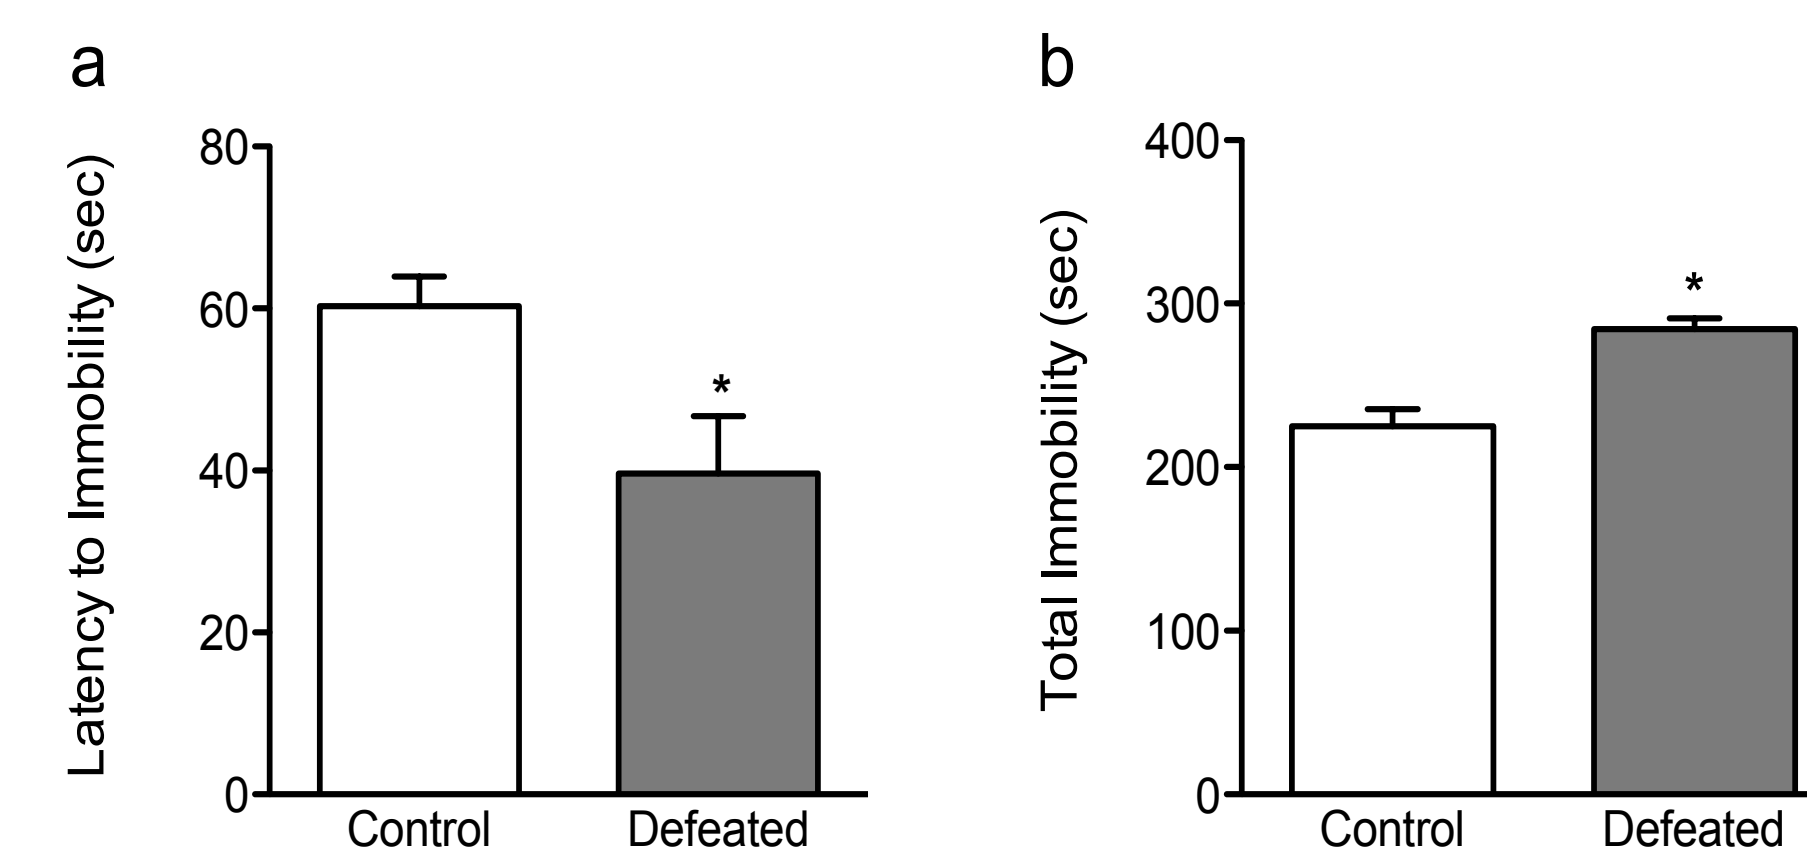 a
Latency to Immobility (sec)
80
60
40
20
0
*
Control
Defeated
b
Total Immobility (sec)
400
300
200
100
0
*
Control
Defeated